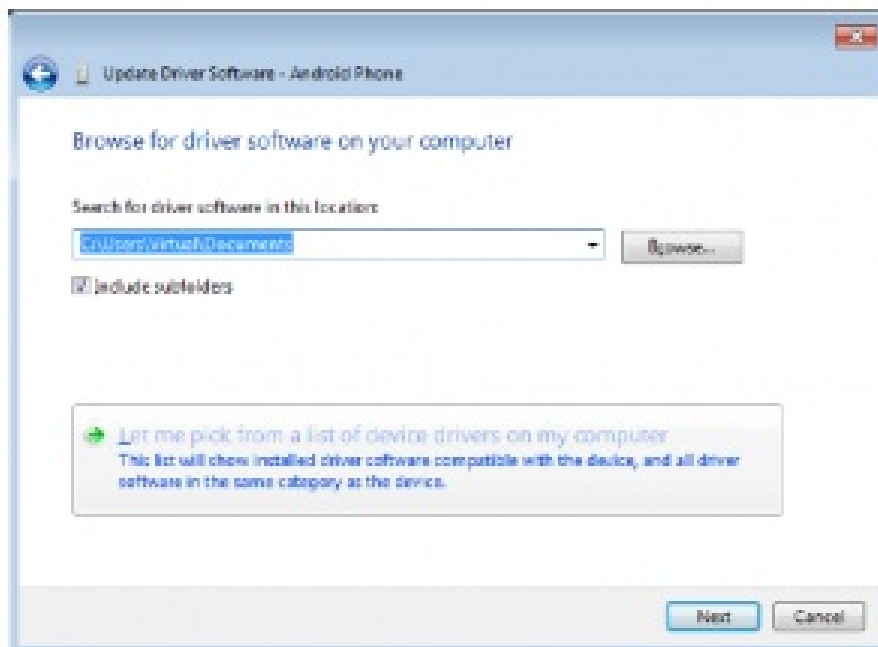 Update Driver Software - Android Phone
Browse for driver software on your computer
Search for driver software in this location:
C:\Users\Virtual\Documents
Browse...
Include subfolders
Let me pick from a list of device drivers on my computer
This list will show installed driver software compatible with the device, and all driver
software in the same category as the device.
Next
Cancel